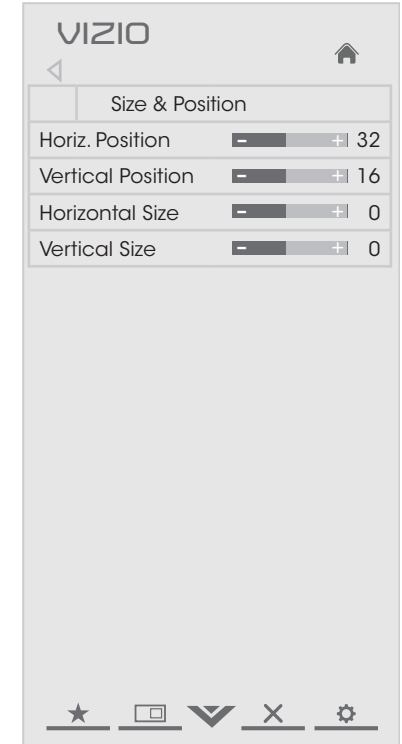 VIZIO
Size & Position
Horiz. Position - + 32
Vertical Position - + 16
Horizontal Size - + 0
Vertical Size - + 0